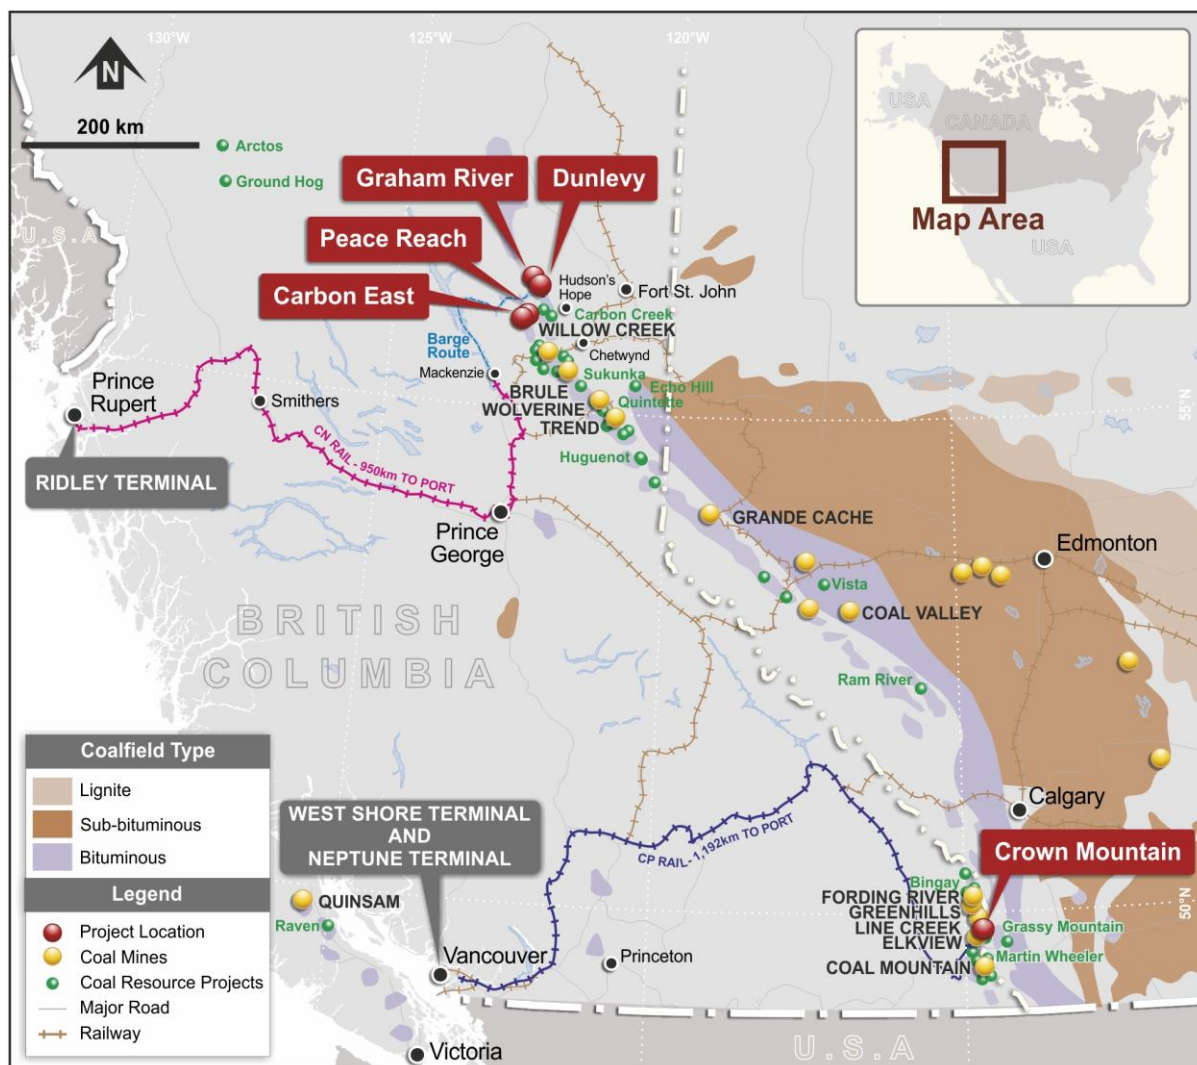 130°W
125°W
120°W
N
200 km
Arctos
Ground Hog
Graham River
Dunlevy
Peace Reach
Carbon East
USA
CANADA
Map Area
USA
U.S.A
Hudson's
Hope
Fort St. John
Carbon Creek
WILLOW CREEK
Barge
Route
Chetwynd
Mackenzie
Sukunka
Echo Hill
BRULE
Quintette
WOLVERINE
TREND
55°N
Prince
Rupert
Smithers
CN RAIL - 950km TO PORT
Huguenot
RIDLEY TERMINAL
Prince
George
GRANDE CACHE
Edmonton
Vista
COAL VALLEY
BRITISH
COLUMBIA
Ram River
Coalfield Type
Lignite
Sub-bituminous
Bituminous
Legend
Project Location
Coal Mines
Coal Resource Projects
Major Road
Railway
WEST SHORE TERMINAL
AND
NEPTUNE TERMINAL
CP RAIL - 1,192km TO PORT
Calgary
Crown Mountain
Bingay
QUINSAM
Raven
FORDING RIVER
GREENHILLS
LINE CREEK
ELKVIEW
Grassy Mountain
50°N
Martin Wheeler
COAL MOUNTAIN
Vancouver
Princeton
Victoria
U.S.A